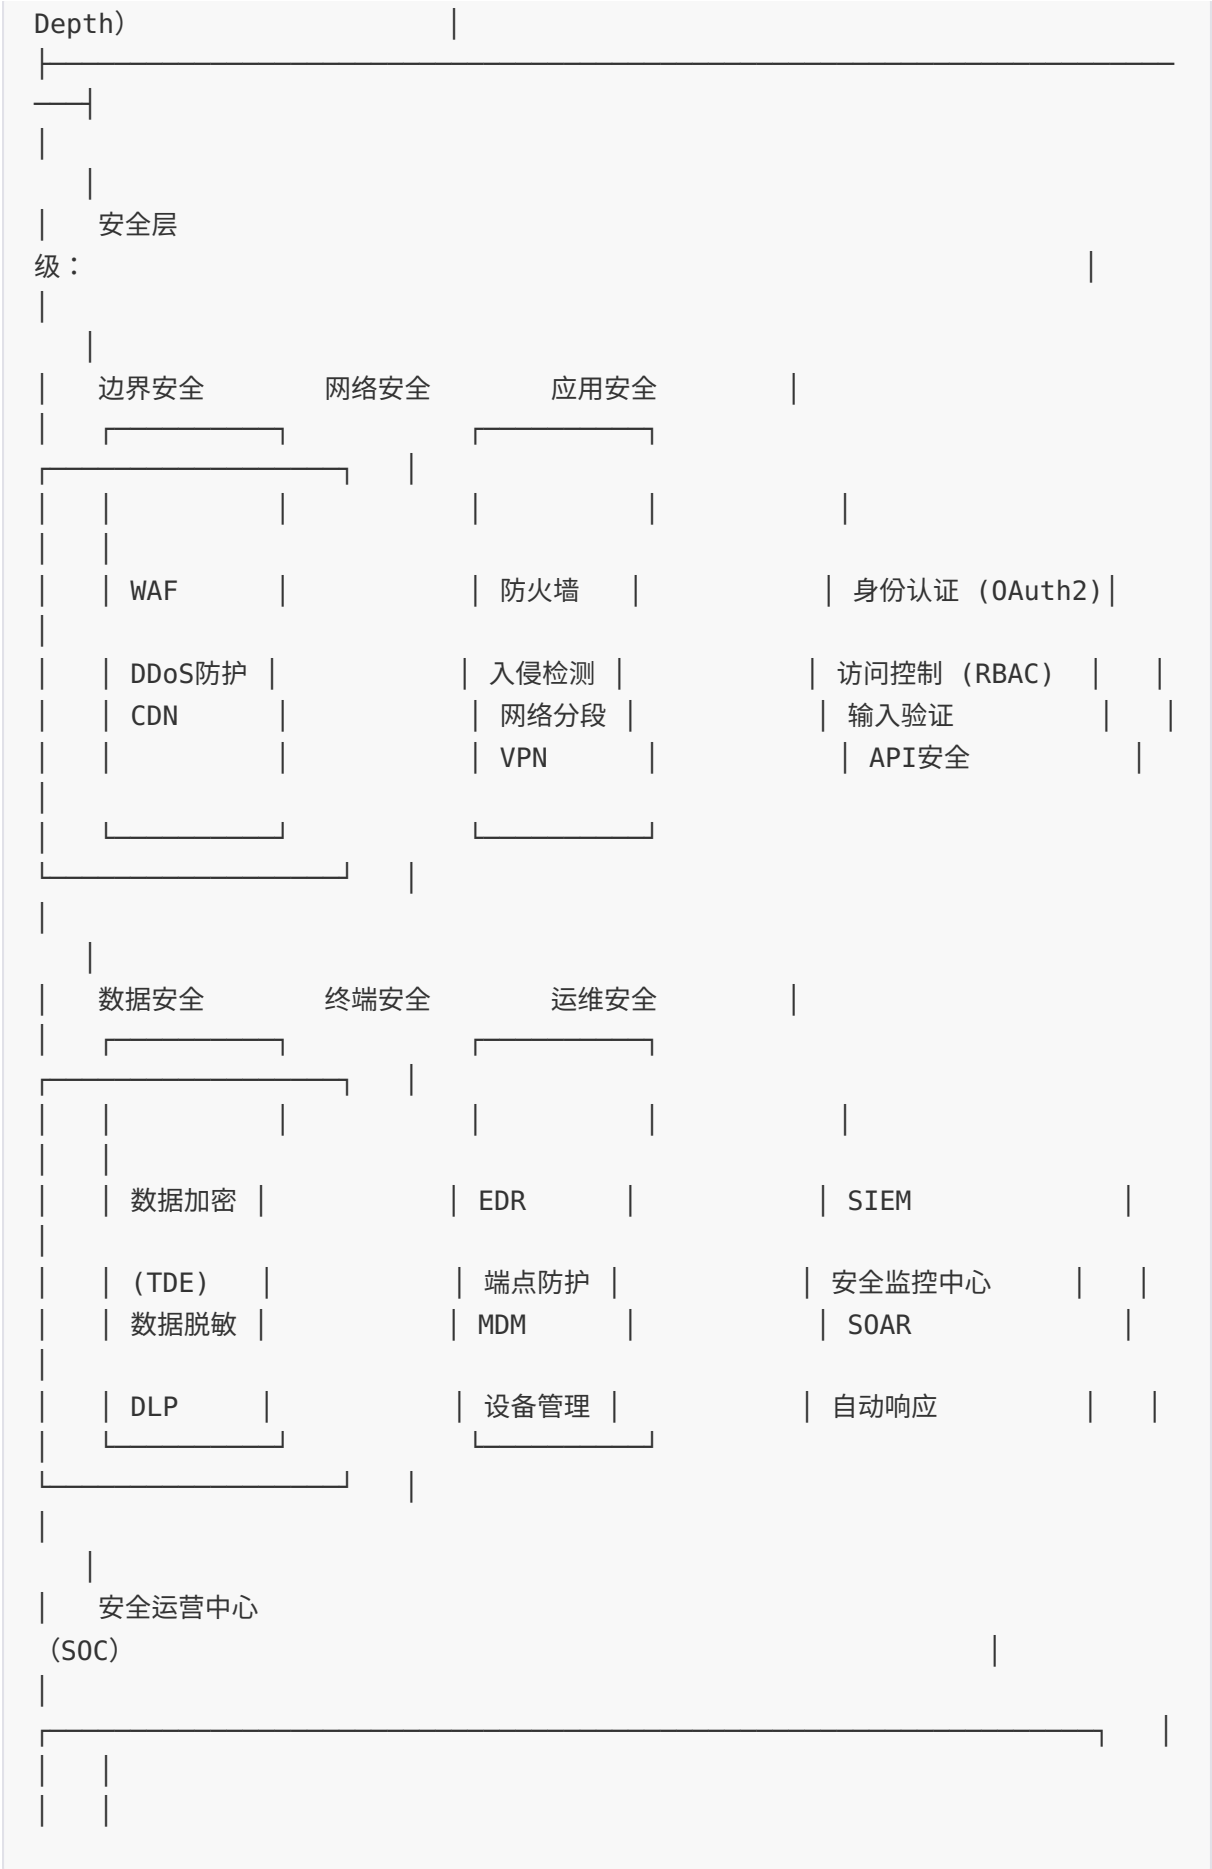 Depth）                    │
├──────────────────────────────────────────────────────────────────────
───┤
│
   │
│   安全层
级：                                                               │
│
   │
│   边界安全       网络安全       应用安全        │
│   ┌──────────┐           ┌──────────┐
┌──────────────────┐   │
│   │          │           │          │           │
│   │
│   │ WAF      │           │ 防火墙   │           │ 身份认证 (OAuth2)│
│
│   │ DDoS防护 │           │ 入侵检测 │           │ 访问控制 (RBAC)  │   │
│   │ CDN      │           │ 网络分段 │           │ 输入验证         │   │
│   │          │           │ VPN      │           │ API安全          │
│
│   └──────────┘           └──────────┘
└──────────────────┘   │
│
   │
│   数据安全       终端安全       运维安全        │
│   ┌──────────┐           ┌──────────┐
┌──────────────────┐   │
│   │          │           │          │           │
│   │
│   │ 数据加密 │           │ EDR      │           │ SIEM             │
│
│   │ (TDE)   │           │ 端点防护 │           │ 安全监控中心     │   │
│   │ 数据脱敏 │           │ MDM      │           │ SOAR             │
│
│   │ DLP     │           │ 设备管理 │           │ 自动响应         │   │
│   └──────────┘           └──────────┘
└──────────────────┘   │
│
   │
│   安全运营中心
（SOC）                                                     │
│
┌─────────────────────────────────────────────────────────────────┐   │
│   │
│   │